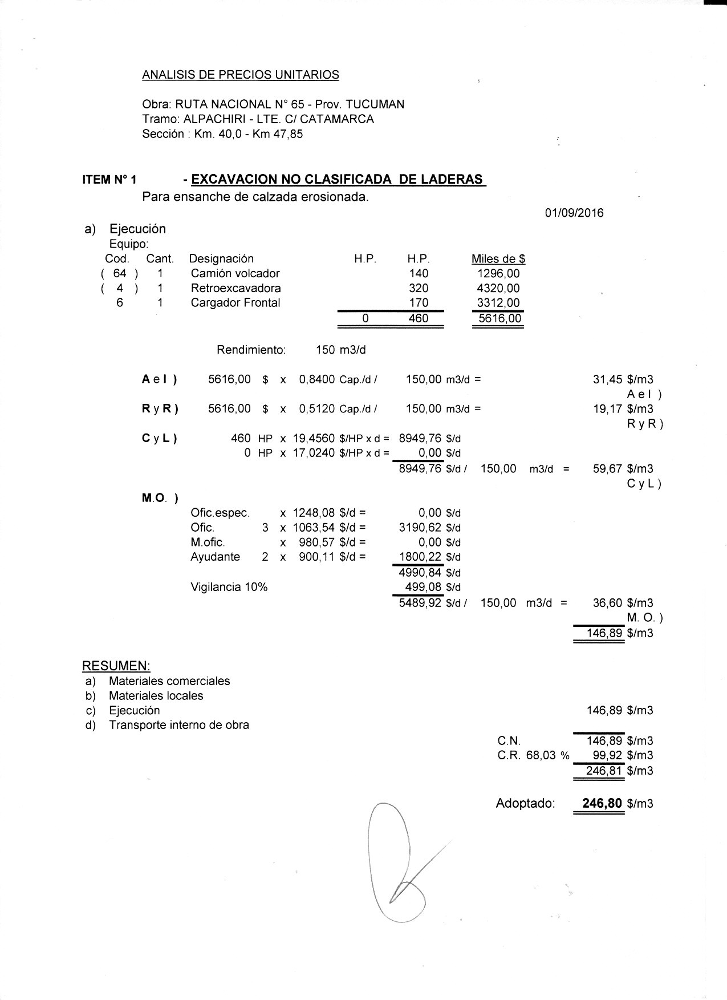 ANALISIS DE PRECIOS UNITARIOS
Obra: RUTA NACIONAL N° 65 - Prov. TUCUMAN
Tramo: ALPACHIRI - LTE. C/ CATAMARCA
Sección : Km. 40,0 - Km 47,85
ITEM N° 1 - EXCAVACION NO CLASIFICADA DE LADERAS
Para ensanche de calzada erosionada.
01/09/2016
a) Ejecución
Equipo:
Cod. Cant. Designación H.P. H.P. Miles de $
( 64 ) 1 Camión volcador 140 1296,00
( 4 ) 1 Retroexcavadora 320 4320,00
6 1 Cargador Frontal 170 3312,00
0 460 5616,00
Rendimiento: 150 m3/d
A e I ) 5616,00 $ x 0,8400 Cap./d / 150,00 m3/d = 31,45 $/m3
A e I )
R y R ) 5616,00 $ x 0,5120 Cap./d / 150,00 m3/d = 19,17 $/m3
R y R )
C y L ) 460 HP x 19,4560 $/HP x d = 8949,76 $/d
0 HP x 17,0240 $/HP x d = 0,00 $/d
8949,76 $/d / 150,00 m3/d = 59,67 $/m3
C y L )
M.O. )
Ofic.espec. x 1248,08 $/d = 0,00 $/d
Ofic. 3 x 1063,54 $/d = 3190,62 $/d
M.ofic. x 980,57 $/d = 0,00 $/d
Ayudante 2 x 900,11 $/d = 1800,22 $/d
4990,84 $/d
Vigilancia 10% 499,08 $/d
5489,92 $/d / 150,00 m3/d = 36,60 $/m3
M. O. )
146,89 $/m3
RESUMEN:
a) Materiales comerciales
b) Materiales locales
c) Ejecución 146,89 $/m3
d) Transporte interno de obra
C.N. 146,89 $/m3
C.R. 68,03 % 99,92 $/m3
246,81 $/m3
Adoptado: 246,80 $/m3